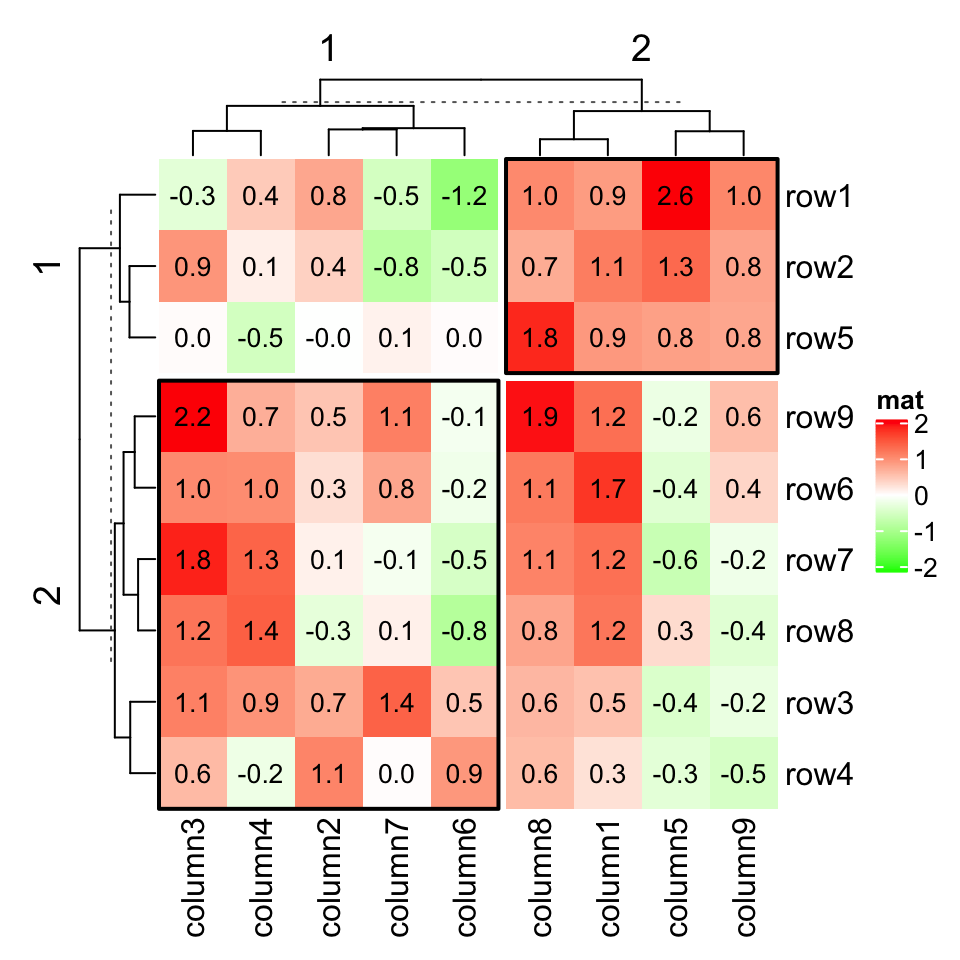 1 2
1
-0.3 0.4 0.8 -0.5 -1.2 1.0 0.9 2.6 1.0 row1
0.9 0.1 0.4 -0.8 -0.5 0.7 1.1 1.3 0.8 row2
0.0 -0.5 -0.0 0.1 0.0 1.8 0.9 0.8 0.8 row5
2
2.2 0.7 0.5 1.1 -0.1 1.9 1.2 -0.2 0.6 row9
1.0 1.0 0.3 0.8 -0.2 1.1 1.7 -0.4 0.4 row6
1.8 1.3 0.1 -0.1 -0.5 1.1 1.2 -0.6 -0.2 row7
1.2 1.4 -0.3 0.1 -0.8 0.8 1.2 0.3 -0.4 row8
1.1 0.9 0.7 1.4 0.5 0.6 0.5 -0.4 -0.2 row3
0.6 -0.2 1.1 0.0 0.9 0.6 0.3 -0.3 -0.5 row4
column3 column4 column2 column7 column6 column8 column1 column5 column9
mat
2
1
0
-1
-2